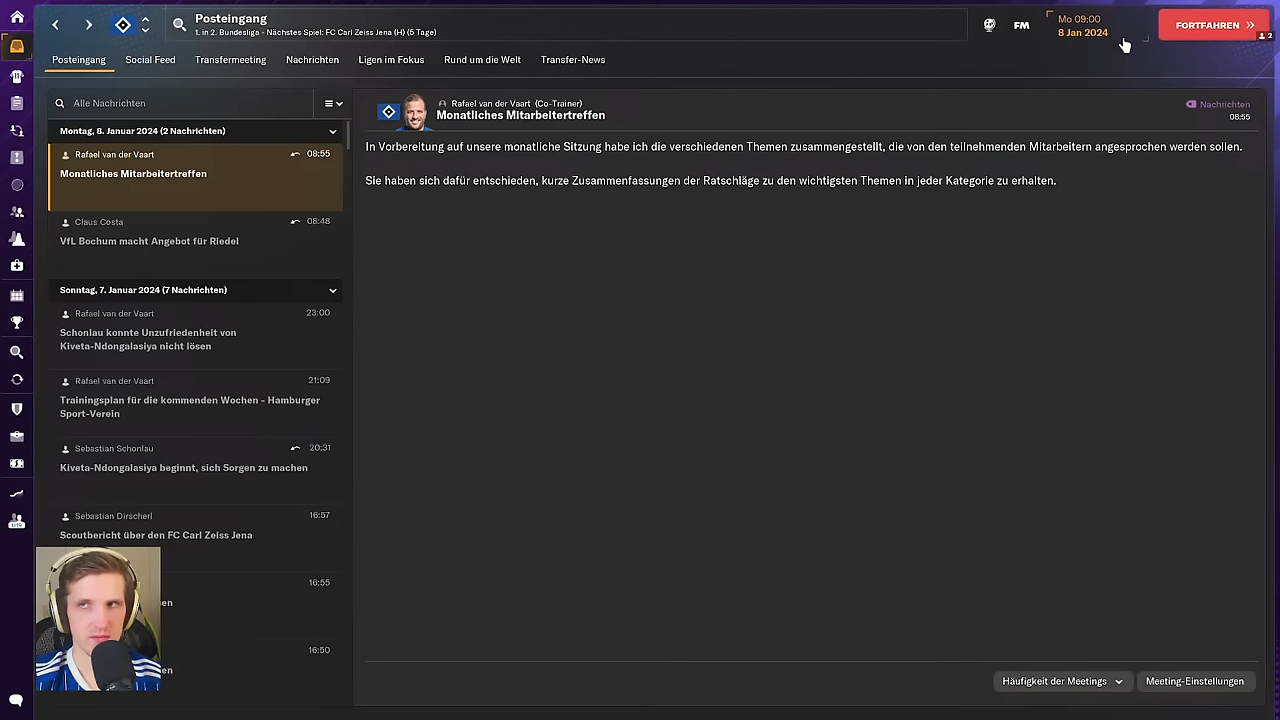 Posteingang
1. in 2. Bundesliga - Nächstes Spiel: FC Carl Zeiss Jena (H) (5 Tage)
FM
Mo 09:00
8 Jan 2024
FORTFAHREN
2
Posteingang
Social Feed
Transfermeeting
Nachrichten
Ligen im Fokus
Rund um die Welt
Transfer-News
Alle Nachrichten
Montag, 8. Januar 2024 (2 Nachrichten)
Rafael van der Vaart 08:55
Monatliches Mitarbeitertreffen
Claus Costa 08:48
VfL Bochum macht Angebot für Riedel
Sonntag, 7. Januar 2024 (7 Nachrichten)
Rafael van der Vaart 23:00
Schonlau konnte Unzufriedenheit von
Kiveta-Ndongalasiya nicht lösen
Rafael van der Vaart 21:09
Trainingsplan für die kommenden Wochen - Hamburger
Sport-Verein
Sebastian Schonlau 20:31
Kiveta-Ndongalasiya beginnt, sich Sorgen zu machen
Sebastian Dirscherl 16:57
Scoutbericht über den FC Carl Zeiss Jena
16:55
en
16:50
en
Rafael van der Vaart (Co-Trainer)
Monatliches Mitarbeitertreffen
Nachrichten
08:55
In Vorbereitung auf unsere monatliche Sitzung habe ich die verschiedenen Themen zusammengestellt, die von den teilnehmenden Mitarbeitern angesprochen werden sollen.
Sie haben sich dafür entschieden, kurze Zusammenfassungen der Ratschläge zu den wichtigsten Themen in jeder Kategorie zu erhalten.
Häufigkeit der Meetings
Meeting-Einstellungen